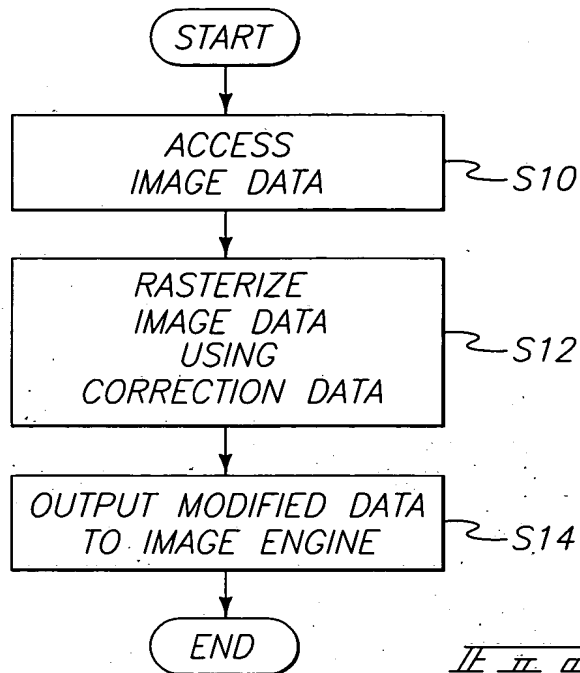 START
ACCESS
IMAGE DATA
S10
RASTERIZE
IMAGE DATA
USING
CORRECTION DATA
S12
OUTPUT MODIFIED DATA
TO IMAGE ENGINE
S14
END